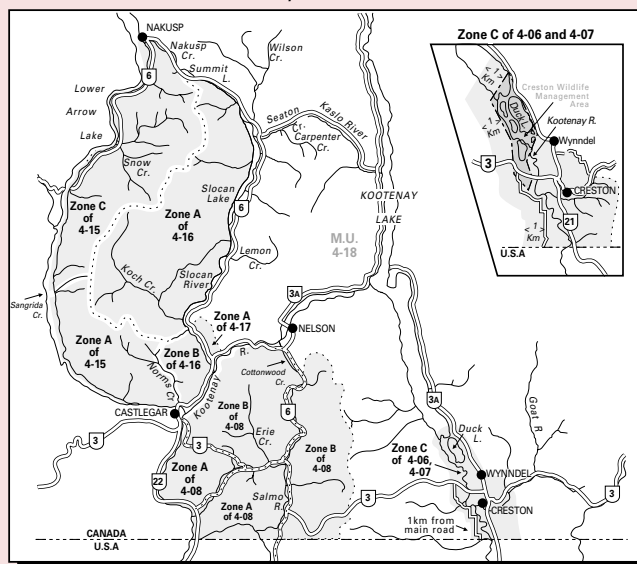 NAKUSP
Nakusp
Cr.
Wilson
Cr.
Summit
L.
6
Lower
Arrow
Lake
Seaton
Cr.
Kaslo River
Carpenter
Cr.
Snow
Cr.
Slocan
Lake
KOOTENAY
LAKE
Zone C
of
4-15
Zone A
of
4-16
6
M.U.
4-18
Lemon
Cr.
Koch Cr.
Slocan
River
Sangrida
Cr.
3A
Zone A
of
4-17
NELSON
Zone A
of
4-15
Zone B
of
4-16
R.
Cottonwood
Cr.
Norns Cr.
Kootenay
CASTLEGAR
3
3
22
Zone B
of
4-08
Erie
Cr.
6
Zone B
of
4-08
Zone A
of
4-08
Zone A
of 4-08
Salmo
R.
3
3A
Goat R.
Duck
L.
Zone C
of 4-06,
4-07
WYNNDEL
CRESTON
3
1km from
main road
CANADA
U.S.A
Zone C of 4-06 and 4-07
< 1 >
Km
Creston Wildlife
Management
Area
Duck L.
< 1 >
Km
Kootenay R.
Wynndel
3
CRESTON
21
< 1 >
Km
U.S.A